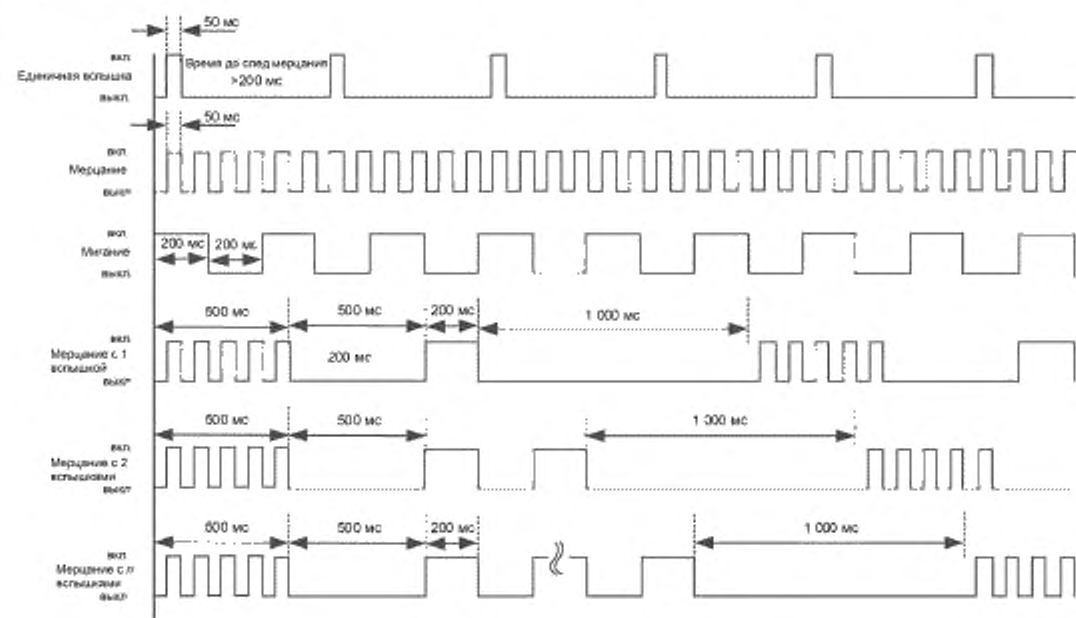 50 мс
вкл
Единичная вспышка
Время до след мерцания
>200 мс
выкл.
50 мс
вкл
Мерцание
выкл
вкл.
Мигание
200 мс 200 мс
выкл.
500 мс 500 мс 200 мс 1 000 мс
вкл
Мерцание с 1
вспышкой
200 мс
выкл
500 мс 500 мс 1 000 мс
вкл.
Мерцание с 2
вспышками
выкл
500 мс 500 мс 200 мс 1 000 мс
вкл
Мерцание с n
вспышками
выкл